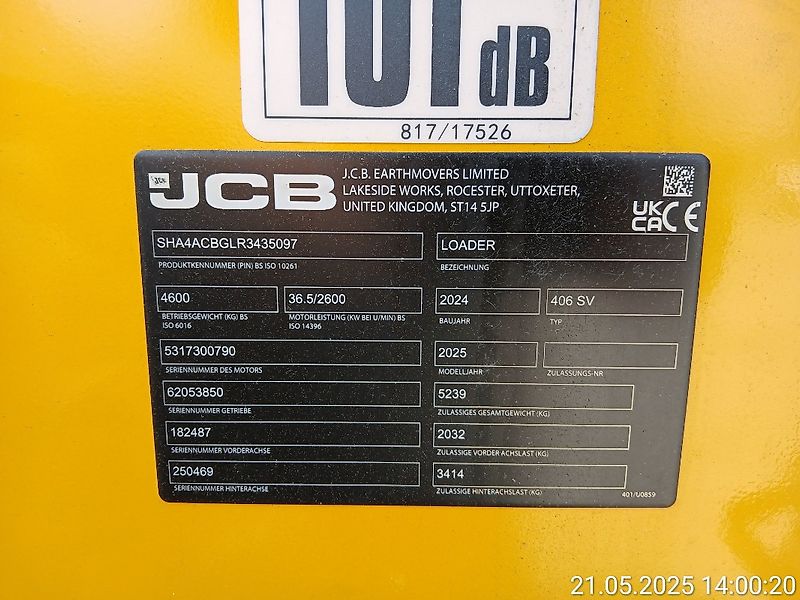 101 dB
817/17526
JCB
J.C.B. EARTHMOVERS LIMITED
LAKESIDE WORKS, ROCESTER, UTTOXETER,
UNITED KINGDOM, ST14 5JP
UK
CA CE
SHA4ACBGLR3435097
PRODUKTKENNUMMER (PIN) BS ISO 10261
LOADER
BEZEICHNUNG
4600
BETRIEBSGEWICHT (KG) BS
ISO 6016
36.5/2600
MOTORLEISTUNG (KW BEI U/MIN) BS
ISO 14396
2024
BAUJAHR
406 SV
TYP
5317300790
SERIENNUMMER DES MOTORS
2025
MODELLJAHR
ZULASSUNGS-NR
62053850
SERIENNUMMER GETRIEBE
5239
ZULÄSSIGES GESAMTGEWICHT (KG)
182487
SERIENNUMMER VORDERACHSE
2032
ZULÄSSIGE VORDER ACHSLAST (KG)
250469
SERIENNUMMER HINTERACHSE
3414
ZULÄSSIGE HINTERACHSLAST (KG)
401/U0859
21.05.2025 14:00:20